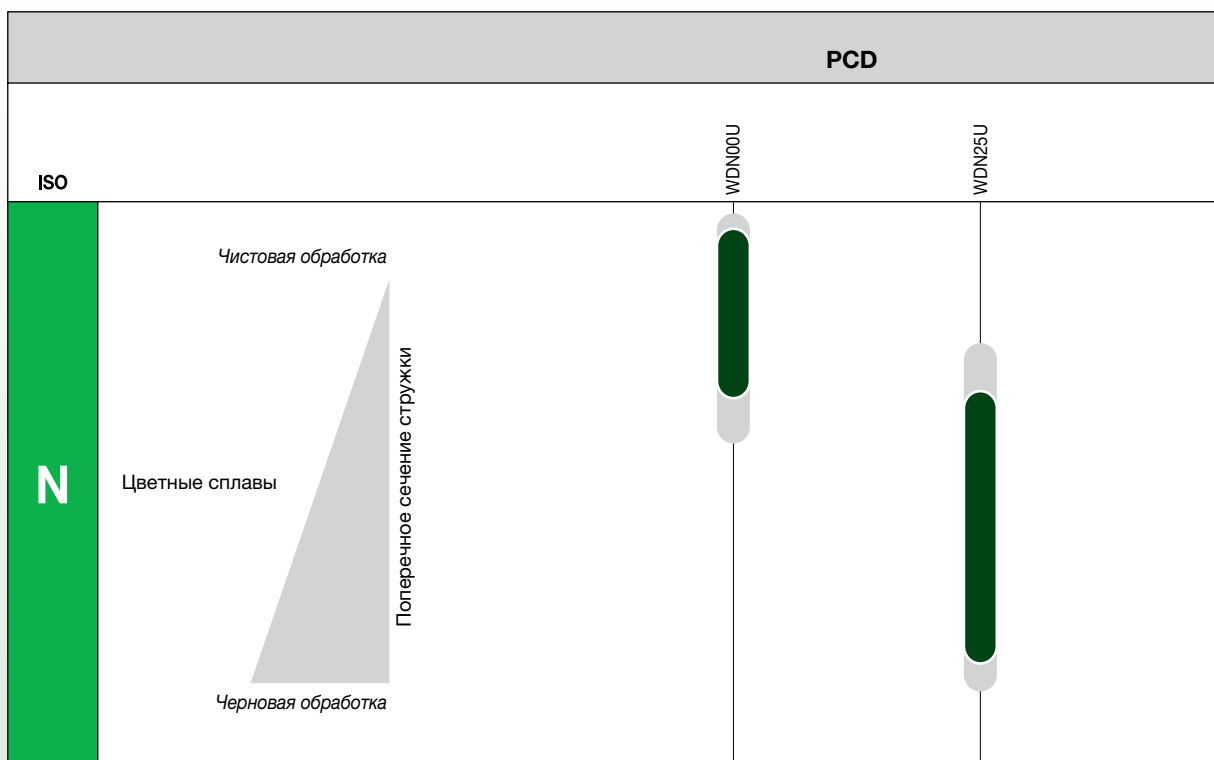 PCD
ISO
WDN00U
WDN25U
N
Цветные сплавы
Чистовая обработка
Поперечное сечение стружки
Черновая обработка